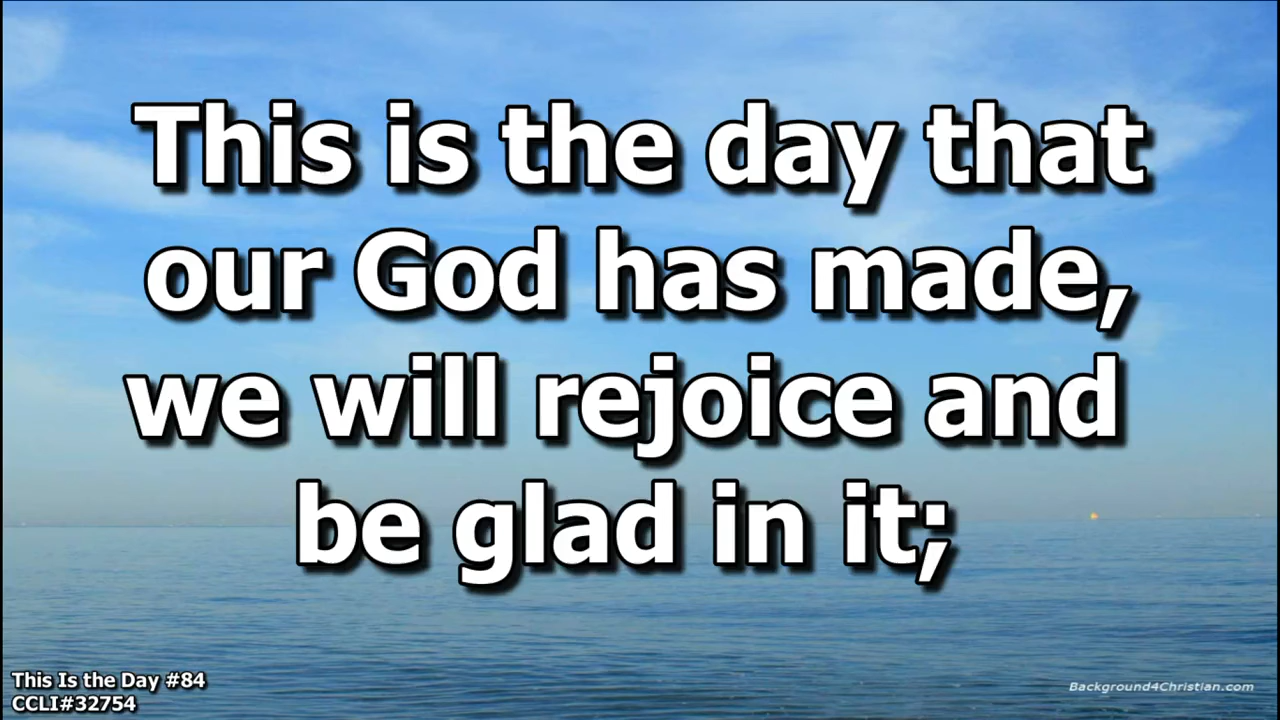 This is the day that
our God has made,
we will rejoice and
be glad in it;
This Is the Day #84
CCLI#32754
Background4Christian.com